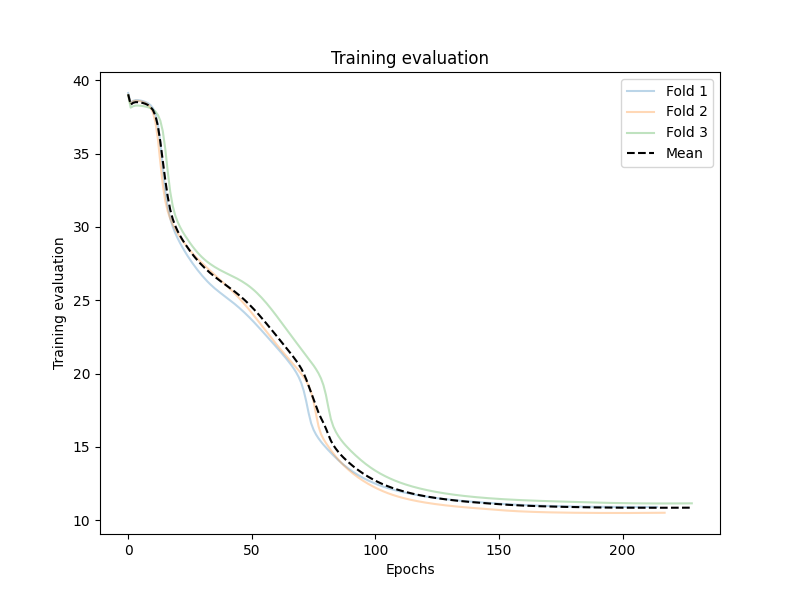 Training evaluation
Fold 1
Fold 2
Fold 3
Mean
Training evaluation
40
35
30
25
20
15
10
0 50 100 150 200
Epochs